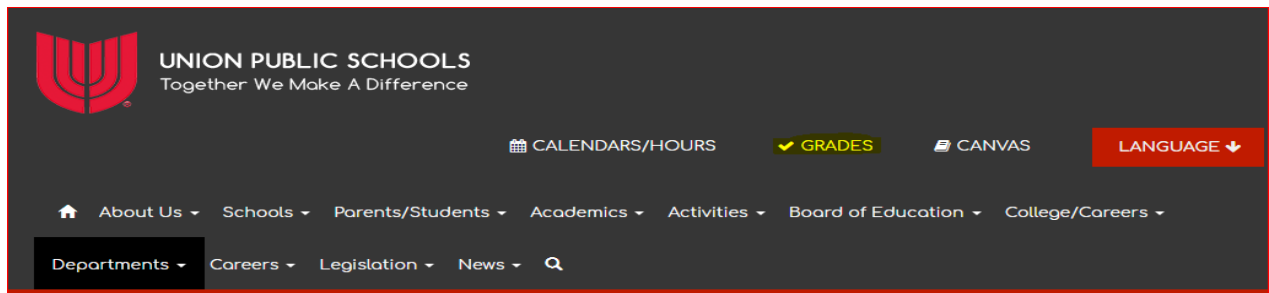 UNION PUBLIC SCHOOLS
Together We Make A Difference
CALENDARS/HOURS GRADES CANVAS LANGUAGE
About Us Schools Parents/Students Academics Activities Board of Education College/Careers
Departments Careers Legislation News